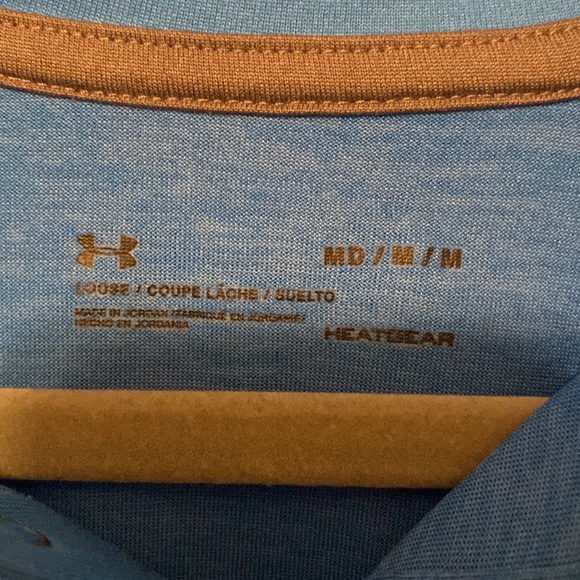 MD / M / M
LOOSE / COUPE LÂCHE / SUELTO
MADE IN JORDAN / FABRIQUÉ EN JORDANIE /
HECHO EN JORDANIA
HEATGEAR